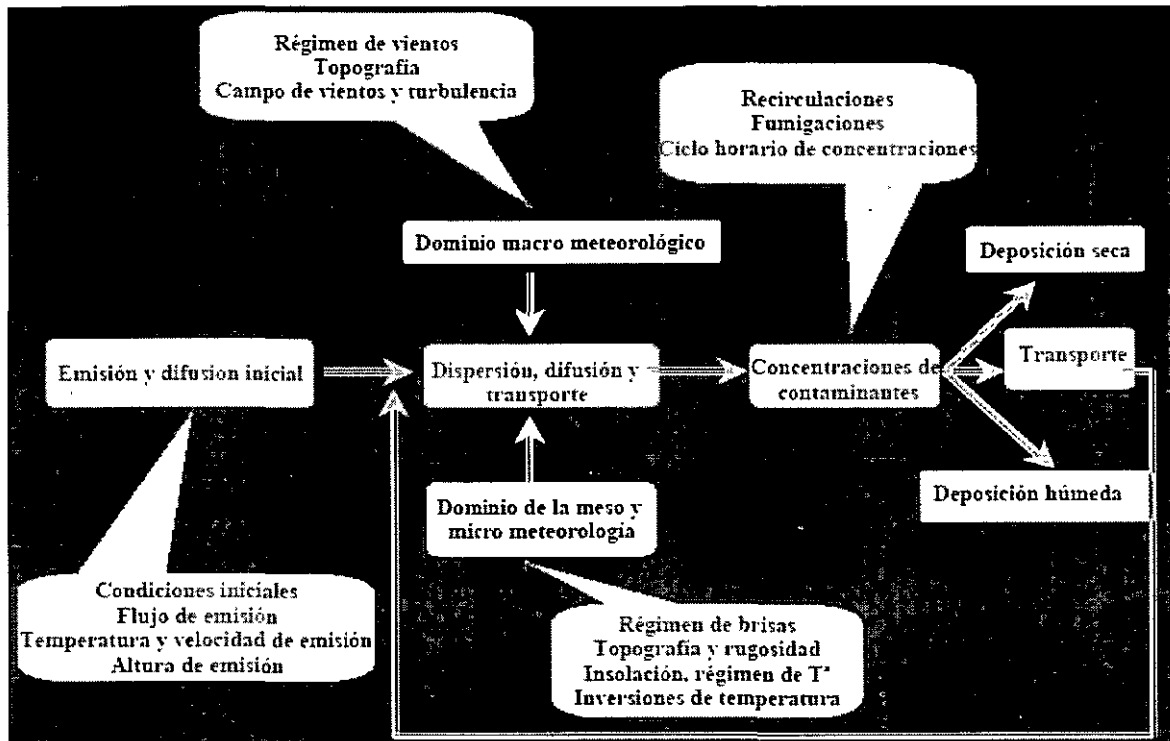 Régimen de vientos
Topografía
Campo de vientos y turbulencia
Recirculaciones
Fumigaciones
Ciclo horario de concentraciones
Dominio macro meteorológico
Deposición seca
Emisión y difusion inicial
Dispersión, difusión y
transporte
Concentraciones de
contaminantes
Transporte
Dominio de la meso y
micro meteorología
Deposición húmeda
Condiciones iniciales
Flujo de emisión
Temperatura y velocidad de emisión
Altura de emisión
Régimen de brisas
Topografía y rugosidad
Insolación, régimen de Tª
Inversiones de temperatura